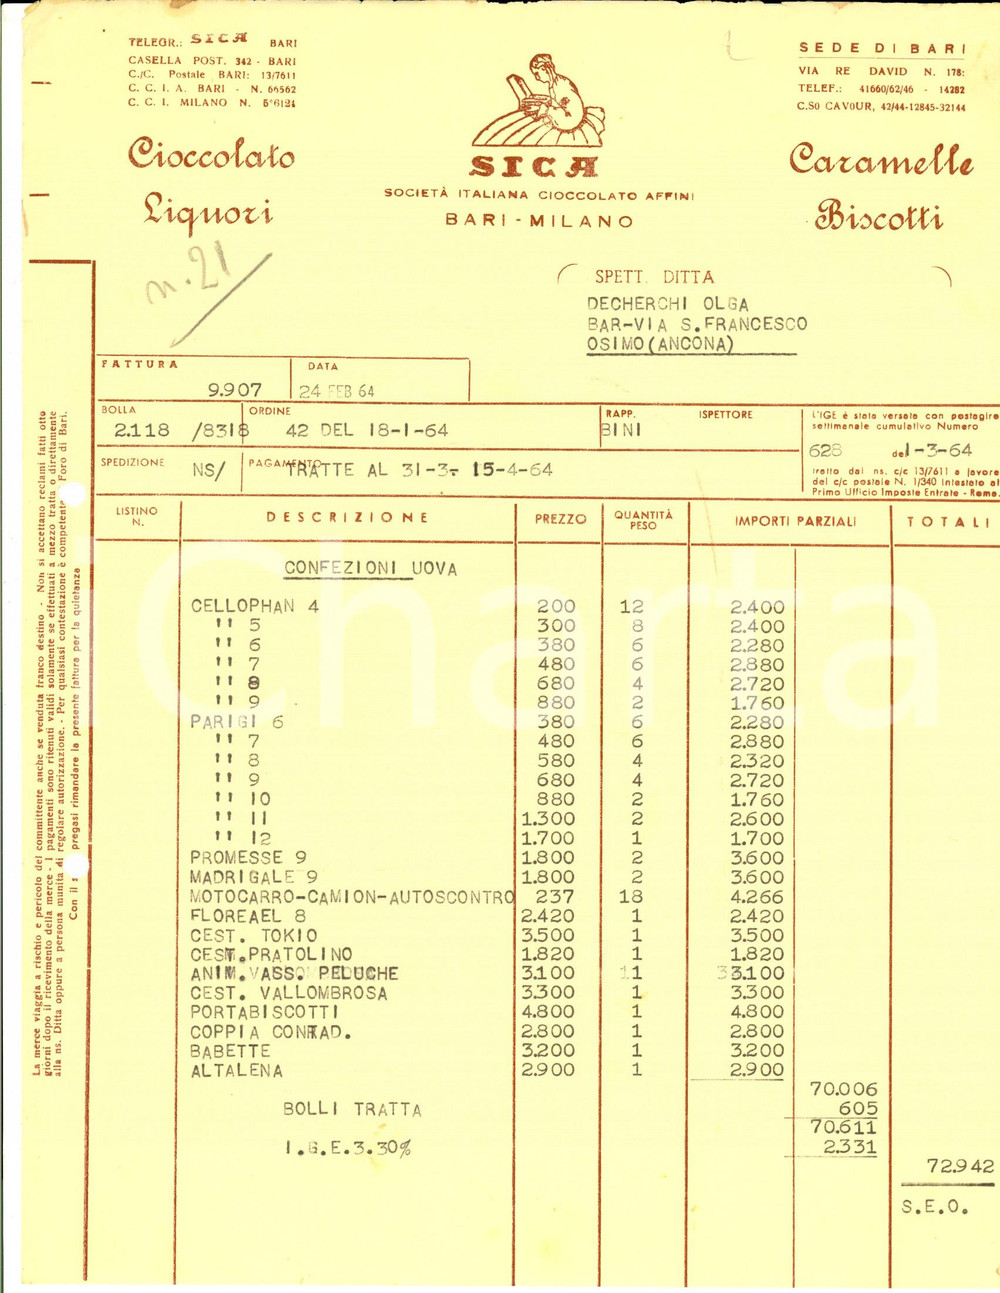 TELEGR.: SICA BARI
CASELLA POST. 342 - BARI
C./C. Postale BARI: 13/7611
C. C. I. A. BARI - N. 66562
C. C. I. MILANO N.
Cioccolato
Liquori
SICA
SOCIETÀ ITALIANA CIOCCOLATO AFFINI
BARI - MILANO
SEDE DI BARI
VIA RE DAVID N. 178:
TELEF.: 41660/62/46 - 14282
C.SO CAVOUR, 42/44-12845-32144
Caramelle
Biscotti
n. 21
SPETT. DITTA
DECHERCHI OLGA
BAR-VIA S.FRANCESCO
OSIMO(ANCONA)
FATTURA 9.907 DATA 24 FEB 64
BOLLA 2.118 /8318 ORDINE 42 DEL 18-1-64 RAPP. BINI ISPETTORE
L'IGE è stata versata con postagiro
settimanale cumulativo Numero
628 del 1-3-64
tratto dal ns. c/c 13/7611 a favore
del c/c postale N. 1/340 intestato al
Primo Ufficio Imposte Entrate - Roma.
SPEDIZIONE NS/ PAGAMENTO TRATTE AL 31-3- 15-4-64
LISTINO N. DESCRIZIONE PREZZO QUANTITÀ PESO IMPORTI PARZIALI TOTALI
CONFEZIONI UOVA
CELLOPHAN 4 200 12 2.400
" 5 300 8 2.400
" 6 380 6 2.280
" 7 480 6 2.880
" 8 680 4 2.720
" 9 880 2 1.760
PARIGI 6 380 6 2.280
" 7 480 6 2.880
" 8 580 4 2.320
" 9 680 4 2.720
" 10 880 2 1.760
" 11 1.300 2 2.600
" 12 1.700 1 1.700
PROMESSE 9 1.800 2 3.600
MADRIGALE 9 1.800 2 3.600
MOTOCARRO-CAMION-AUTOSCONTRO 237 18 4.266
FLOREAEL 8 2.420 1 2.420
CEST. TOKIO 3.500 1 3.500
CEST.PRATOLINO 1.820 1 1.820
ANIM.VASS. PELUCHE 3.100 1 3.100
CEST. VALLOMBROSA 3.300 1 3.300
PORTABISCOTTI 4.800 1 4.800
COPPIA CONRAD. 2.800 1 2.800
BABETTE 3.200 1 3.200
ALTALENA 2.900 1 2.900
70.006
BOLLI TRATTA 605
70.611
I.G.E.3.30% 2.331
72.942
S.E.O.
La merce viaggia a rischio e pericolo del committente anche se venduta franco destino - Non si accettano reclami fatti otto
giorni dopo il ricevimento della merce - I pagamenti sono ritenuti validi solamente se effettuati a mezzo tratta o direttamente
alla ns. Ditta oppure a persona munita di regolare autorizzazione. - Per qualsiasi contestazione è competente Foro di Bari.
Con il pregasi rimandare la presente fattura per la quietanza
Charta